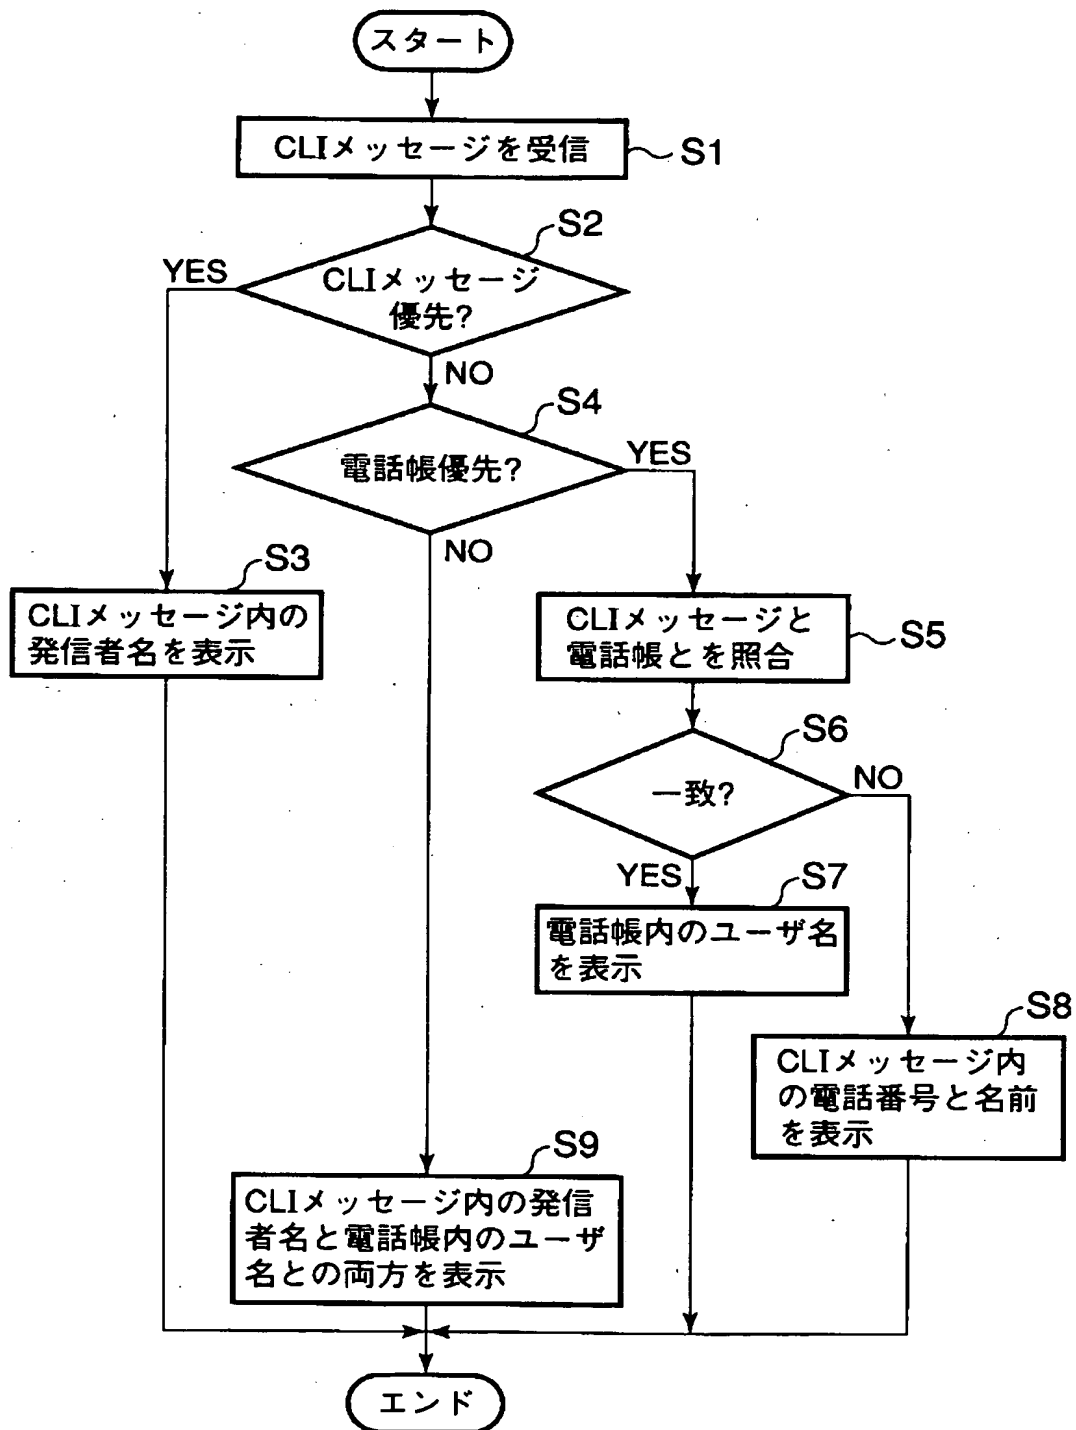 スタート
CLIメッセージを受信
S1
S2
YES
CLIメッセージ
優先?
NO
S4
電話帳優先?
YES
NO
S3
CLIメッセージ内の
発信者名を表示
CLIメッセージと
電話帳とを照合
S5
S6
一致?
NO
YES
S7
電話帳内のユーザ名
を表示
S8
CLIメッセージ内
の電話番号と名前
を表示
S9
CLIメッセージ内の発信
者名と電話帳内のユーザ
名との両方を表示
エンド